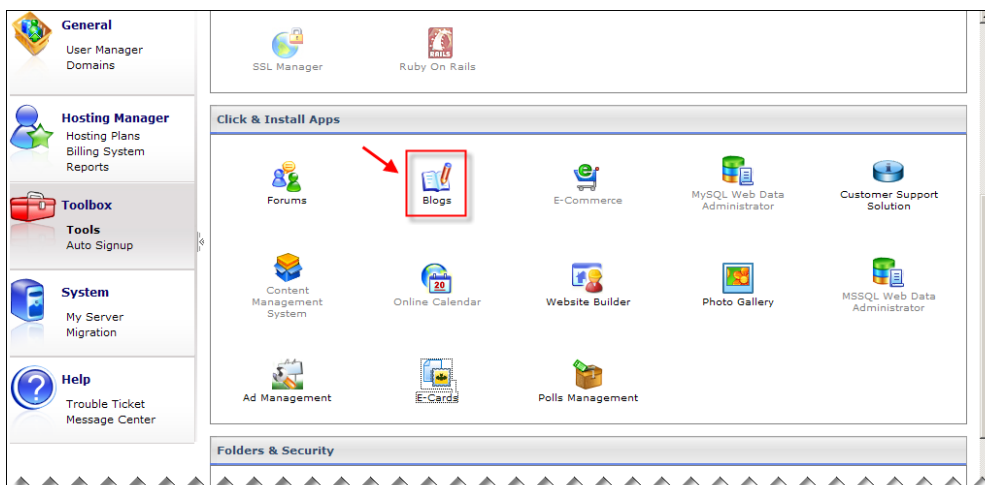 General
User Manager
Domains
Hosting Manager
Hosting Plans
Billing System
Reports
Toolbox
Tools
Auto Signup
System
My Server
Migration
Help
Trouble Ticket
Message Center
RAILS
SSL Manager
Ruby On Rails
Click & Install Apps
Forums
Blogs
E-Commerce
MySQL Web Data
Administrator
Customer Support
Solution
Content
Management
System
20
Online Calendar
Website Builder
Photo Gallery
MSSQL Web Data
Administrator
Ad Management
E-Cards
Polls Management
Folders & Security